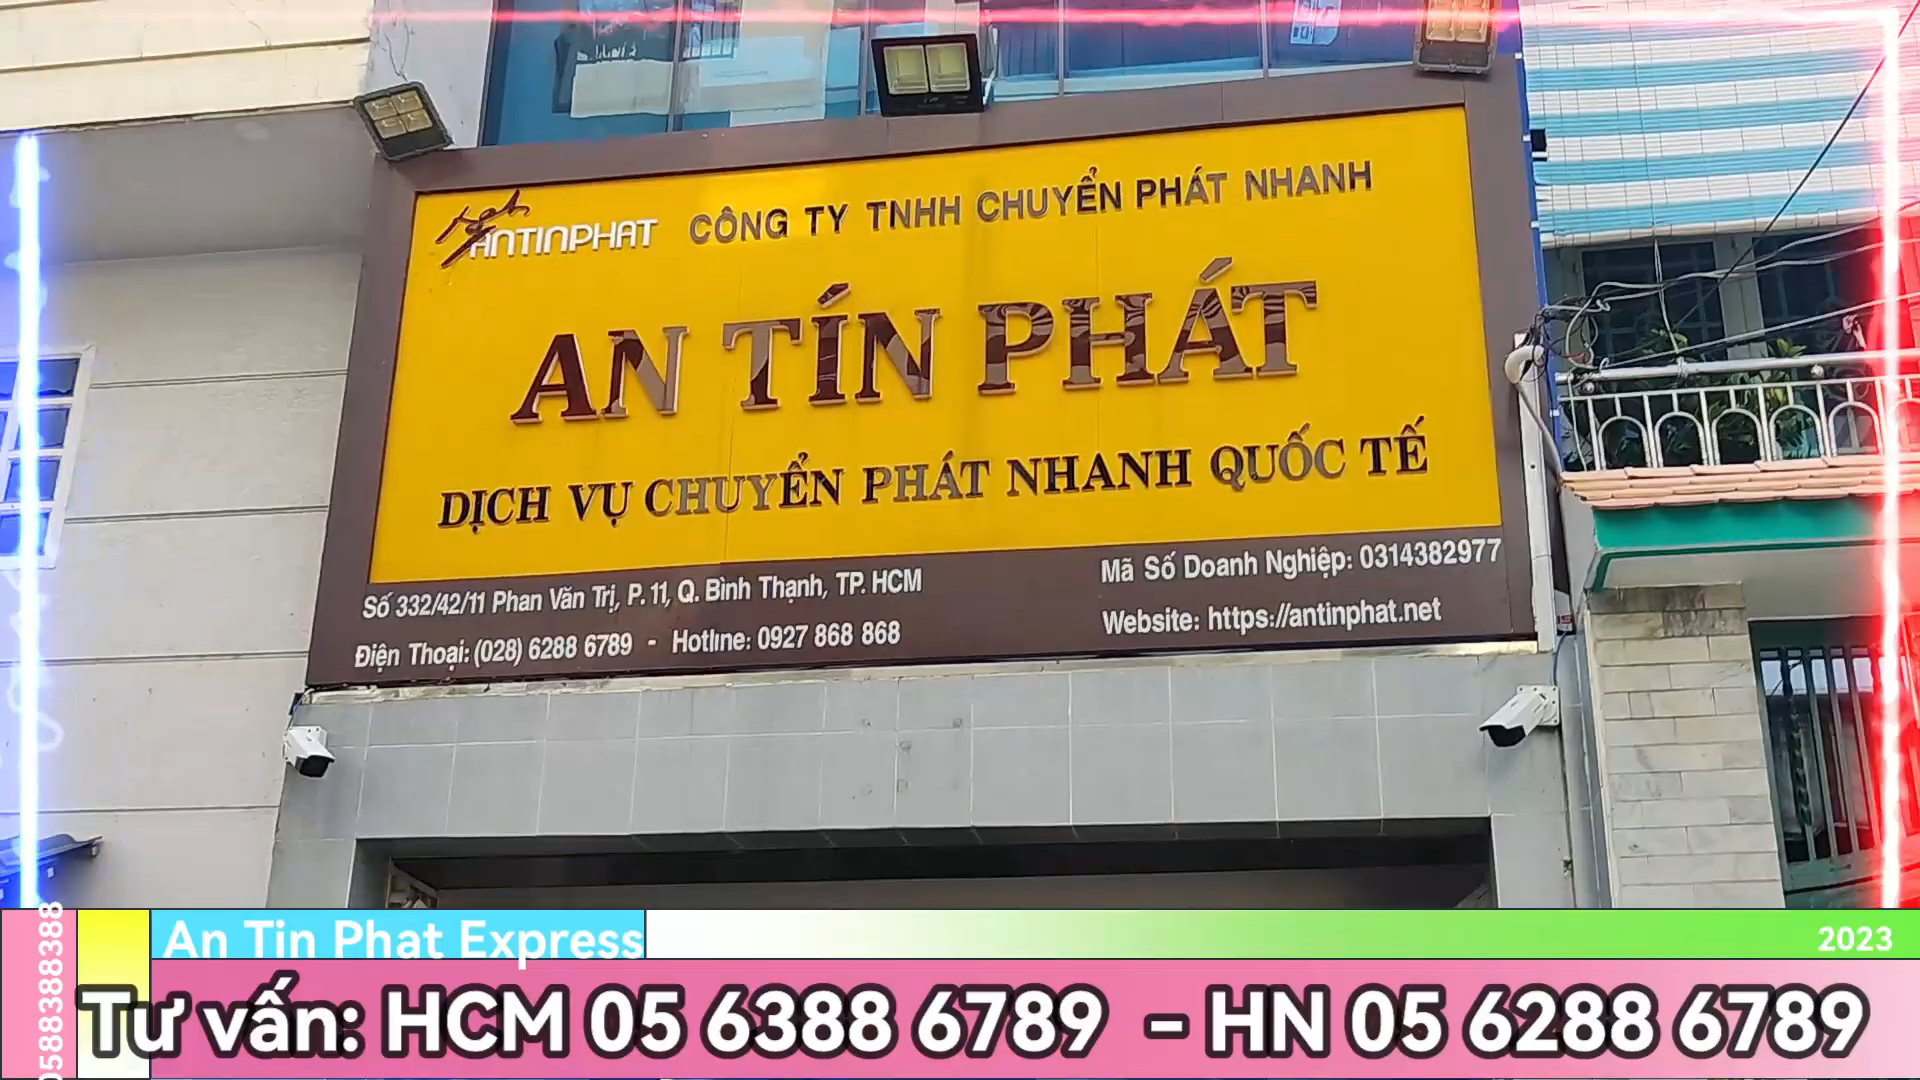 ANTINPHAT CÔNG TY TNHH CHUYỂN PHÁT NHANH
AN TÍN PHÁT
DỊCH VỤ CHUYỂN PHÁT NHANH QUỐC TẾ
Số 332/42/11 Phan Văn Trị, P. 11, Q. Bình Thạnh, TP. HCM
Điện Thoại: (028) 6288 6789 - Hotline: 0927 868 868
Mã Số Doanh Nghiệp: 0314382977
Website: https://antinphat.net
An Tin Phat Express
2023
0588388388
Tư vấn: HCM 05 6388 6789 - HN 05 6288 6789